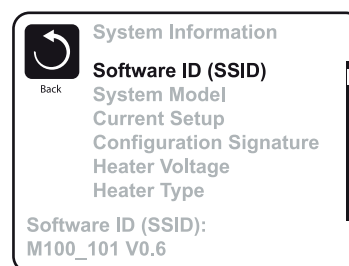 System Information
Back
Software ID (SSID)
System Model
Current Setup
Configuration Signature
Heater Voltage
Heater Type
Software ID (SSID):
M100_101 V0.6